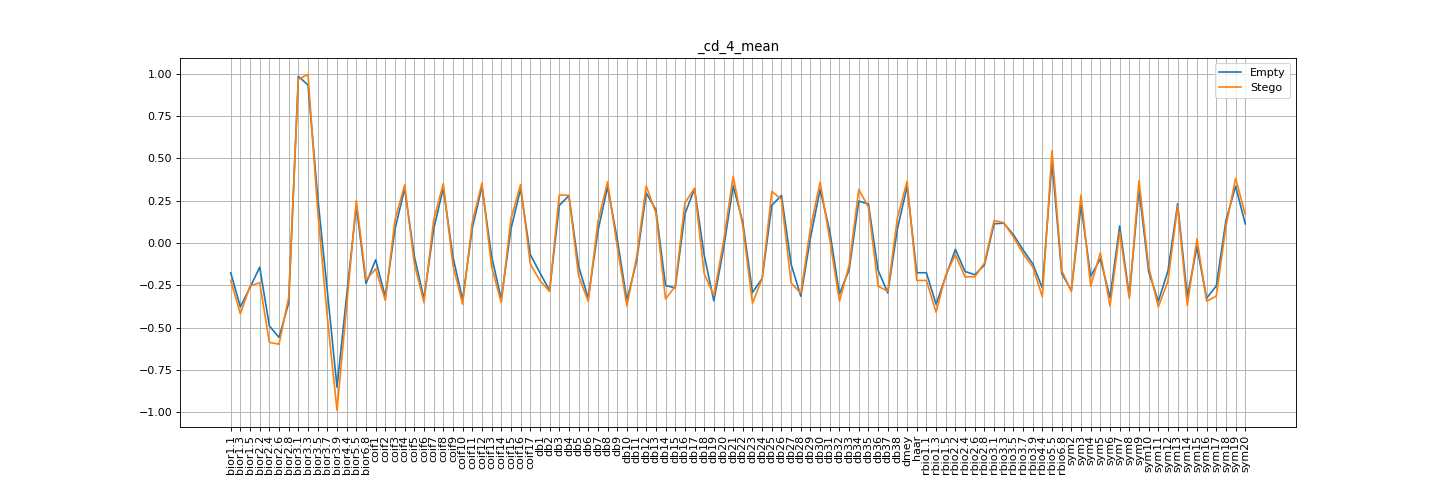 _cd_4_mean
Empty
Stego
1.00
0.75
0.50
0.25
0.00
−0.25
−0.50
−0.75
−1.00
bior1.1
bior1.3
bior1.5
bior2.2
bior2.4
bior2.6
bior2.8
bior3.1
bior3.3
bior3.5
bior3.7
bior3.9
bior4.4
bior5.5
bior6.8
coif1
coif2
coif3
coif4
coif5
coif6
coif7
coif8
coif9
coif10
coif11
coif12
coif13
coif14
coif15
coif16
coif17
db1
db2
db3
db4
db5
db6
db7
db8
db9
db10
db11
db12
db13
db14
db15
db16
db17
db18
db19
db20
db21
db22
db23
db24
db25
db26
db27
db28
db29
db30
db31
db32
db33
db34
db35
db36
db37
db38
dmey
haar
rbio1.1
rbio1.3
rbio1.5
rbio2.2
rbio2.4
rbio2.6
rbio2.8
rbio3.1
rbio3.3
rbio3.5
rbio3.7
rbio3.9
rbio4.4
rbio5.5
rbio6.8
sym2
sym3
sym4
sym5
sym6
sym7
sym8
sym9
sym10
sym11
sym12
sym13
sym14
sym15
sym16
sym17
sym18
sym19
sym20